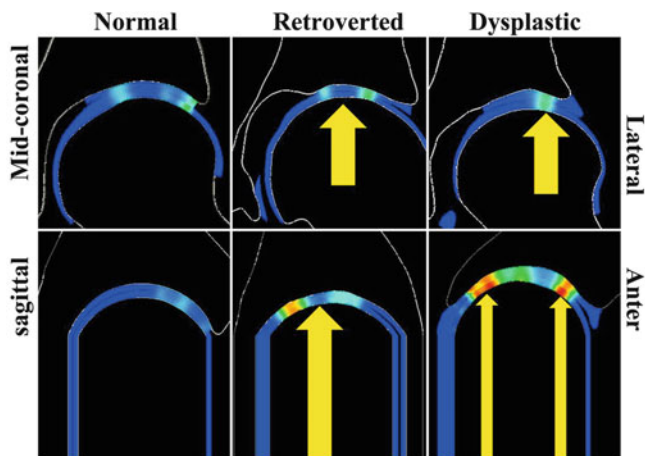 Normal Retroverted Dysplastic
Mid-coronal
Lateral
sagittal
Anter